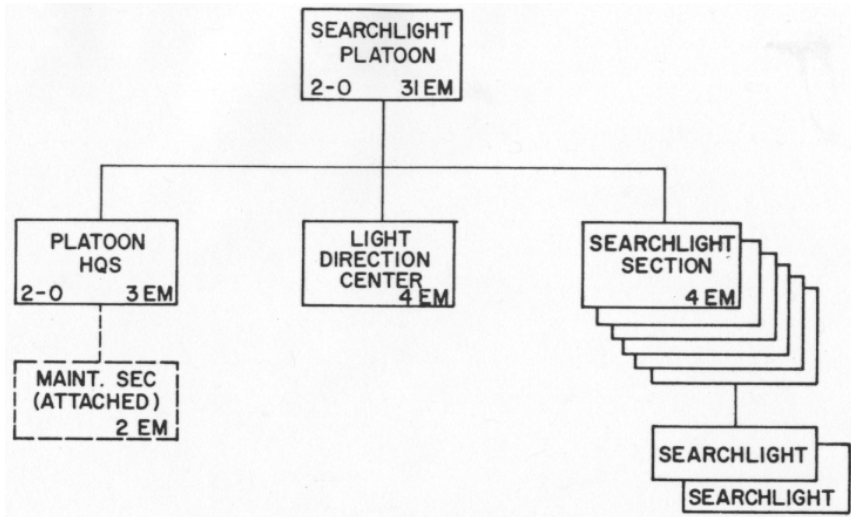 SEARCHLIGHT
PLATOON
2-0 31 EM
PLATOON
HQS
2-0 3 EM
LIGHT
DIRECTION
CENTER
4 EM
SEARCHLIGHT
SECTION
4 EM
MAINT. SEC
(ATTACHED)
2 EM
SEARCHLIGHT
SEARCHLIGHT